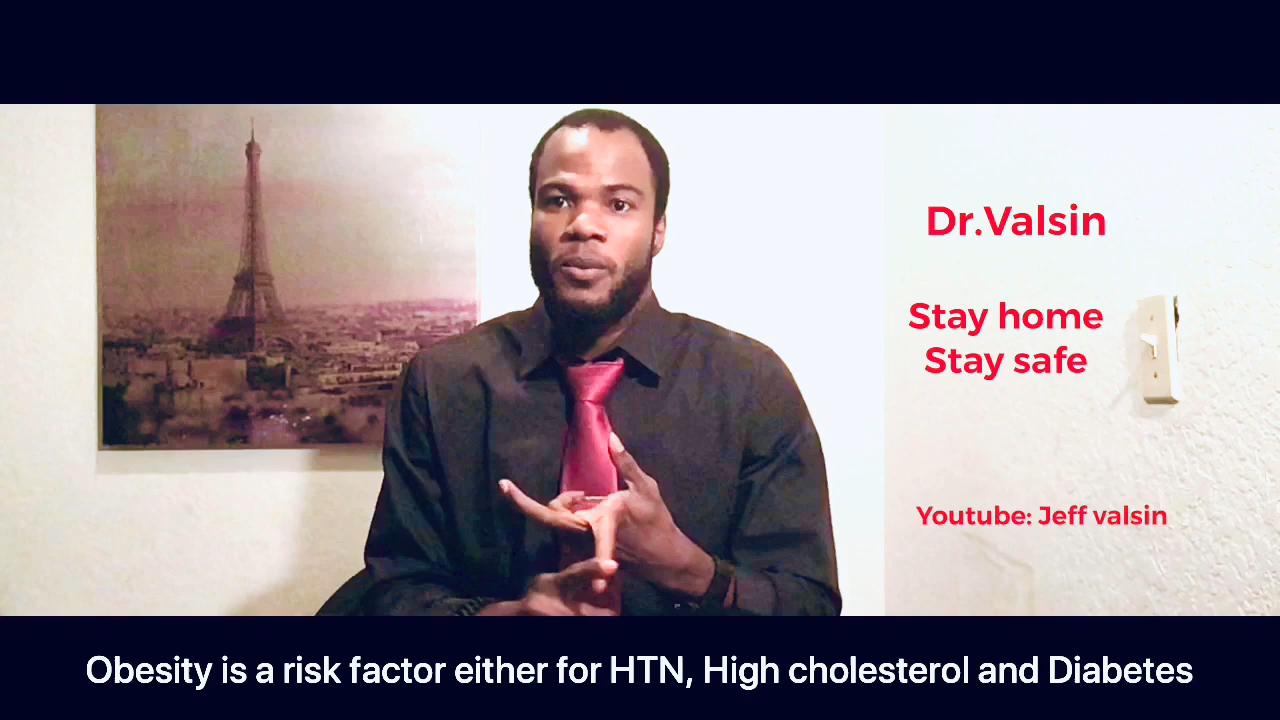 Dr.Valsin
Stay home
Stay safe
Youtube: Jeff valsin
Obesity is a risk factor either for HTN, High cholesterol and Diabetes